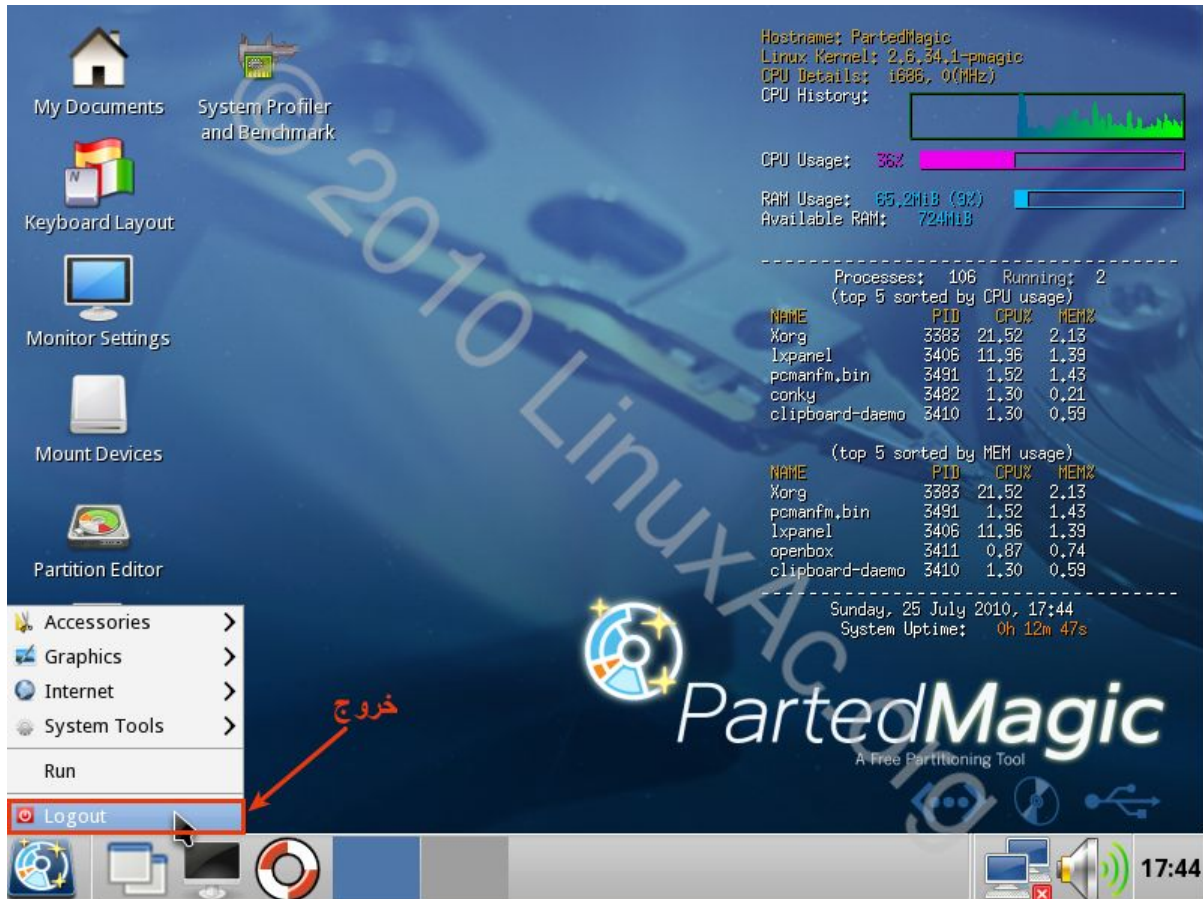 My Documents
System Profiler
and Benchmark
Keyboard Layout
Monitor Settings
Mount Devices
Partition Editor
Hostname: PartedMagic
Linux Kernel: 2.6.34.1-pmagic
CPU Details: i686, 0(MHz)
CPU History:
CPU Usage: 36%
RAM Usage: 65.2MiB (9%)
Available RAM: 724MiB
Processes: 106 Running: 2
(top 5 sorted by CPU usage)
NAME PID CPU% MEM%
Xorg 3383 21.52 2.13
lxpanel 3406 11.96 1.39
pcmanfm.bin 3491 1.52 1.43
conky 3482 1.30 0.21
clipboard-daemo 3410 1.30 0.59
(top 5 sorted by MEM usage)
NAME PID CPU% MEM%
Xorg 3383 21.52 2.13
pcmanfm.bin 3491 1.52 1.43
lxpanel 3406 11.96 1.39
openbox 3411 0.87 0.74
clipboard-daemo 3410 1.30 0.59
Sunday, 25 July 2010, 17:44
System Uptime: 0h 12m 47s
© 2010 LinuxAc.org
PartedMagic
A Free Partitioning Tool
Accessories
Graphics
Internet
System Tools
Run
Logout
خروج
17:44